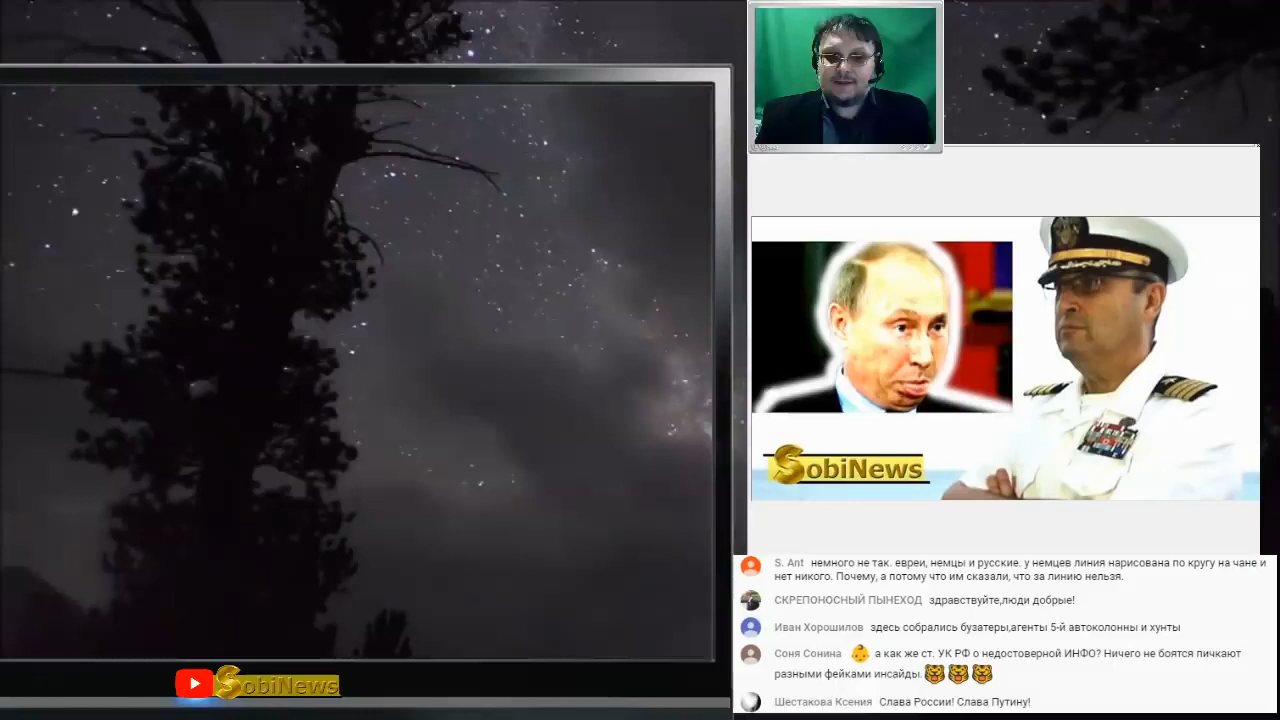 SobiNews
S. Ant немного не так. евреи, немцы и русские. у немцев линия нарисована по кругу на чане и
нет никого. Почему, а потому что им сказали, что за линию нельзя.
СКРЕПОНОСНЫЙ ПЫНЕХОД здравствуйте,люди добрые!
Иван Хорошилов здесь собрались бузатеры,агенты 5-й автоколонны и хунты
Соня Сонина а как же ст. УК РФ о недостоверной ИНФО? Ничего не боятся пичкают
разными фейками инсайды.
Шестакова Ксения Слава России! Слава Путину!
SobiNews